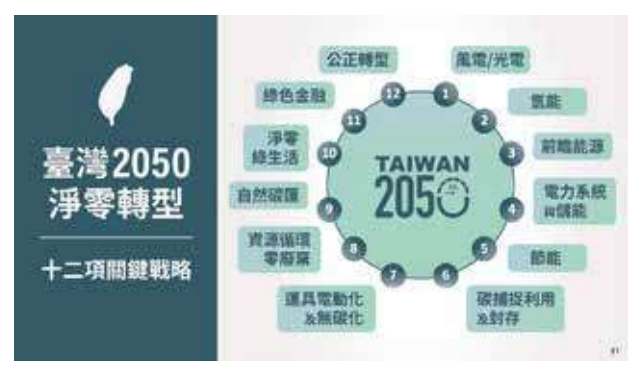 臺灣2050
淨零轉型
十二項關鍵戰略
TAIWAN
2050
1
風電/光電
2
氫能
3
前瞻能源
4
電力系統
與儲能
5
節能
6
碳捕捉利用
&封存
7
運具電動化
&無碳化
8
資源循環
零廢棄
9
自然碳匯
10
淨零
綠生活
11
綠色金融
12
公正轉型